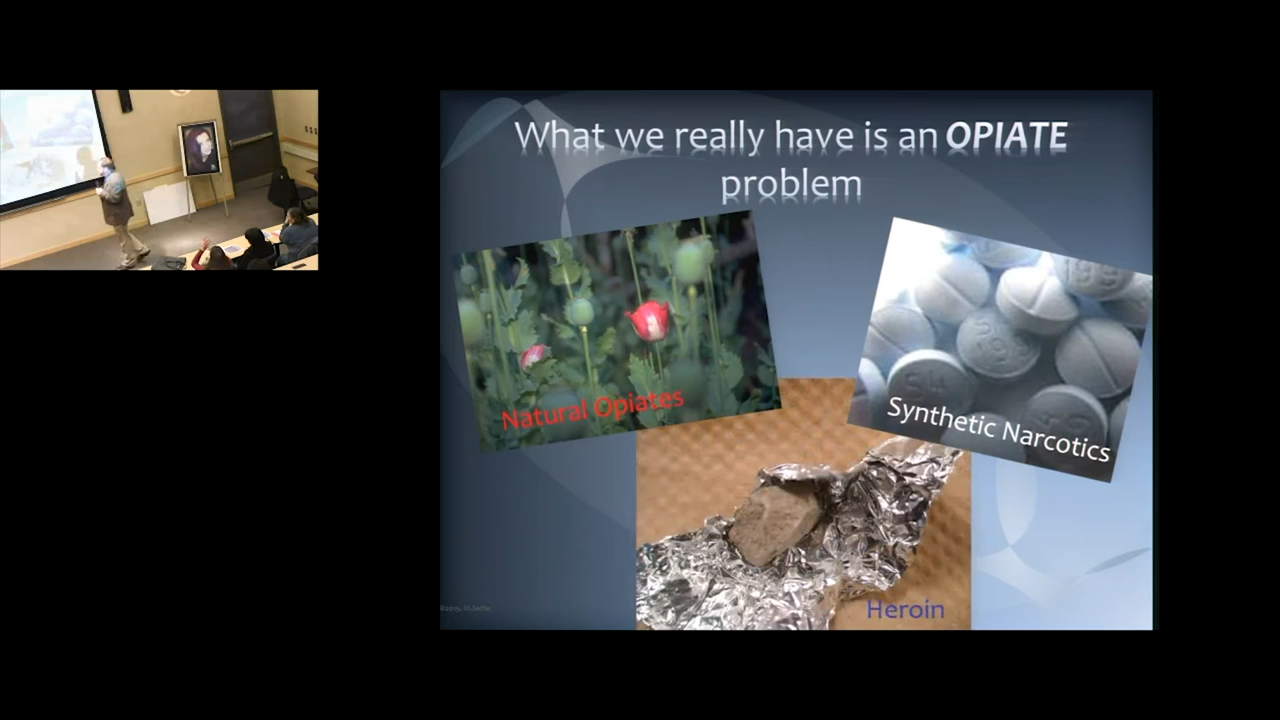 What we really have is an OPIATE
problem
Natural Opiates
Synthetic Narcotics
Heroin